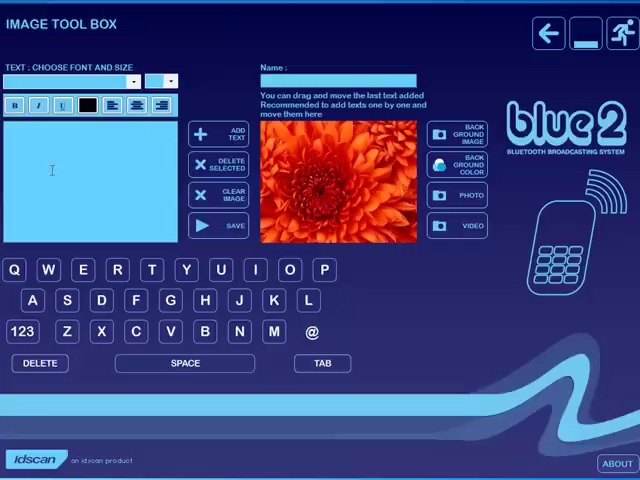 IMAGE TOOL BOX
TEXT : CHOOSE FONT AND SIZE
B I U
Name :
You can drag and move the last text added
Recommended to add texts one by one and
move them here
ADD
TEXT
DELETE
SELECTED
CLEAR
IMAGE
SAVE
BACK
GROUND
IMAGE
BACK
GROUND
COLOR
PHOTO
VIDEO
blue2
BLUETOOTH BROADCASTING SYSTEM
Q W E R T Y U I O P
A S D F G H J K L
123 Z X C V B N M @
DELETE SPACE TAB
idscan an idscan product
ABOUT